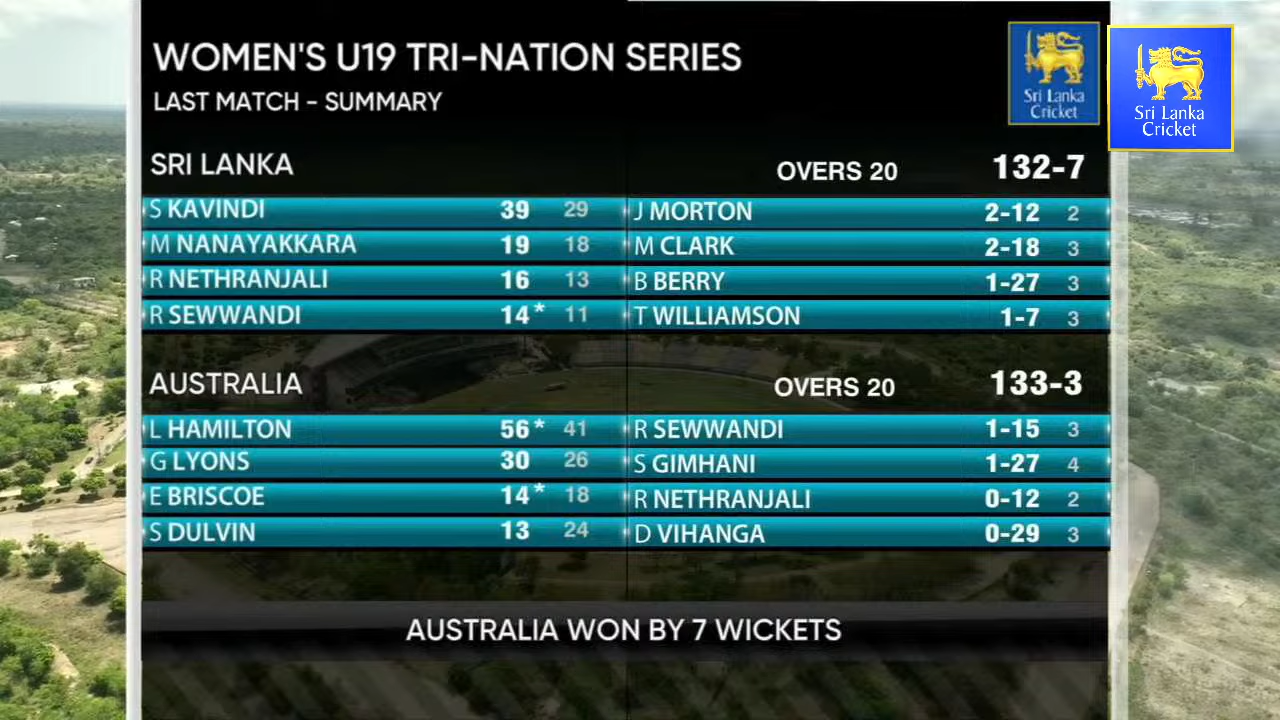 WOMEN'S U19 TRI-NATION SERIES
LAST MATCH - SUMMARY
Sri Lanka
Cricket
Sri Lanka
Cricket
SRI LANKA OVERS 20 132-7
S KAVINDI 39 29 J MORTON 2-12 2
M NANAYAKKARA 19 18 M CLARK 2-18 3
R NETHRANJALI 16 13 B BERRY 1-27 3
R SEWWANDI 14* 11 T WILLIAMSON 1-7 3
AUSTRALIA OVERS 20 133-3
L HAMILTON 56* 41 R SEWWANDI 1-15 3
G LYONS 30 26 S GIMHANI 1-27 4
E BRISCOE 14* 18 R NETHRANJALI 0-12 2
S DULVIN 13 24 D VIHANGA 0-29 3
AUSTRALIA WON BY 7 WICKETS